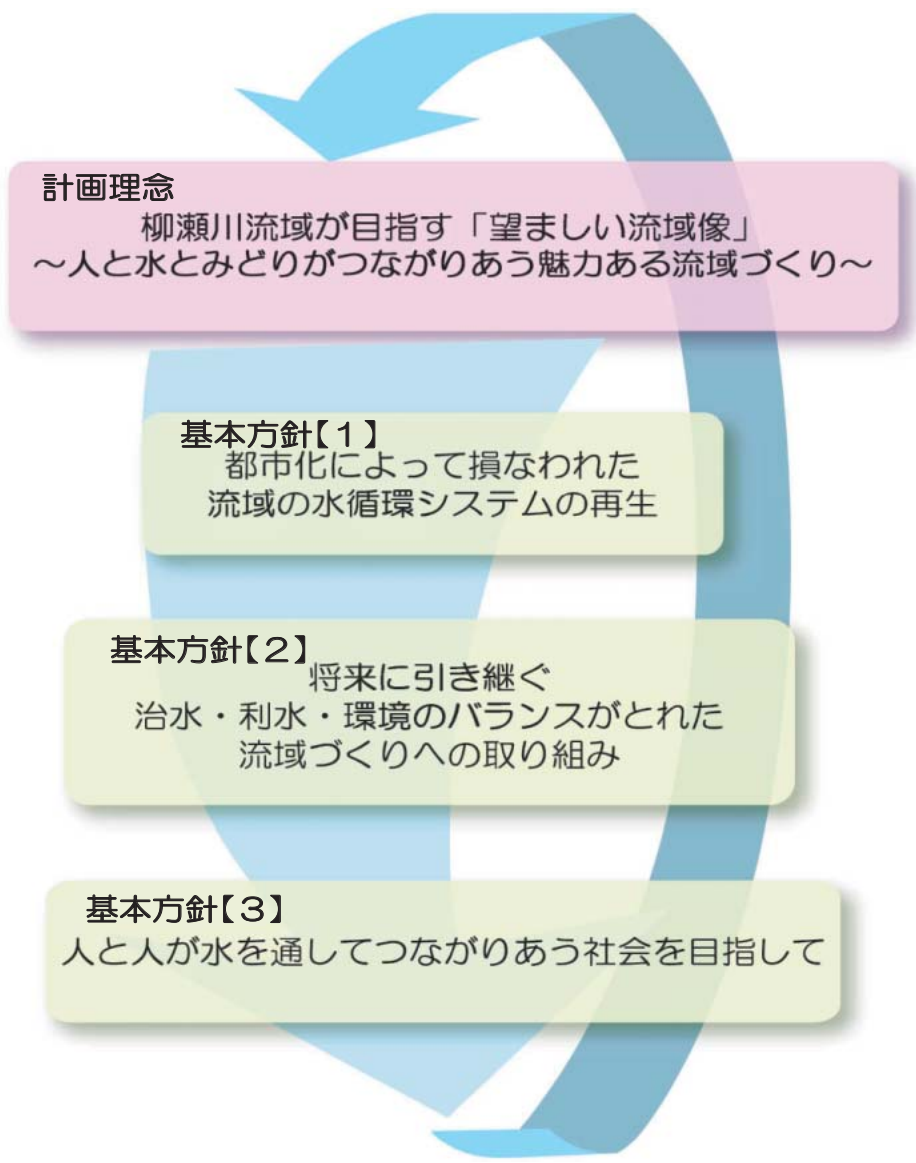 計画理念
柳瀬川流域が目指す「望ましい流域像」
～人と水とみどりがつながりあう魅力ある流域づくり～
基本方針【１】
都市化によって損なわれた
流域の水循環システムの再生
基本方針【２】
将来に引き継ぐ
治水・利水・環境のバランスがとれた
流域づくりへの取り組み
基本方針【３】
人と人が水を通してつながりあう社会を目指して